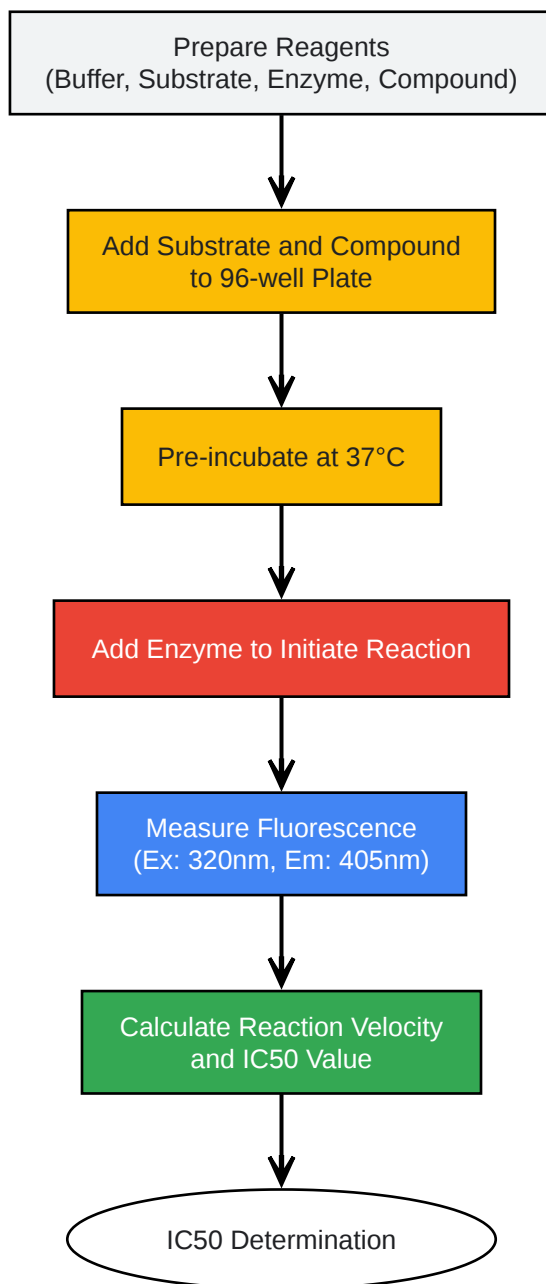 Prepare Reagents
(Buffer, Substrate, Enzyme, Compound)
Add Substrate and Compound
to 96-well Plate
Pre-incubate at 37°C
Add Enzyme to Initiate Reaction
Measure Fluorescence
(Ex: 320nm, Em: 405nm)
Calculate Reaction Velocity
and IC50 Value
IC50 Determination